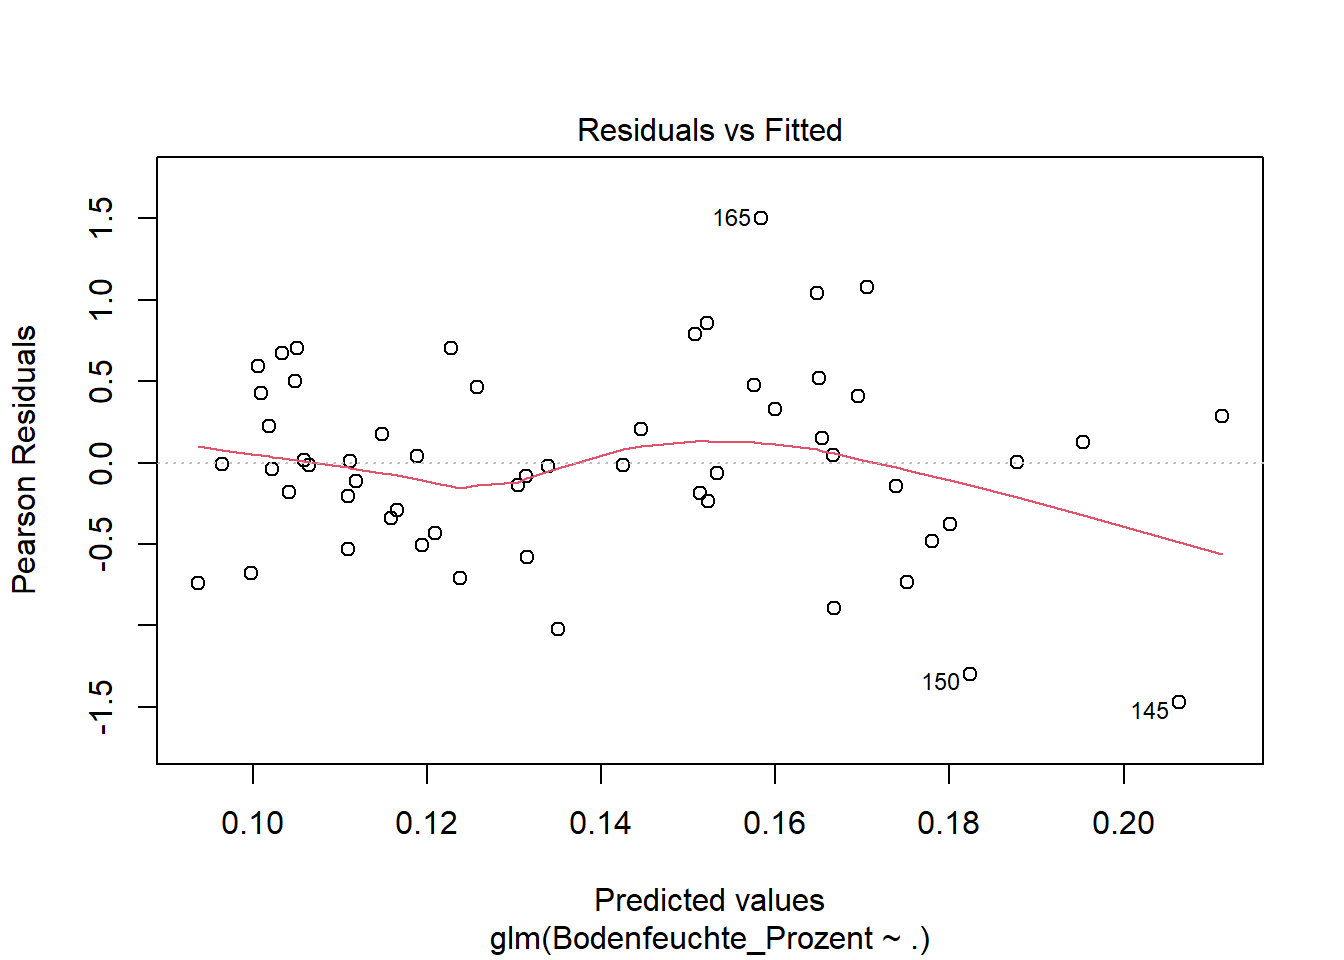 Residuals vs Fitted
Pearson Residuals
1.5
1.0
0.5
0.0
-0.5
-1.5
165
150
145
0.10 0.12 0.14 0.16 0.18 0.20
Predicted values
glm(Bodenfeuchte_Prozent ~ .)